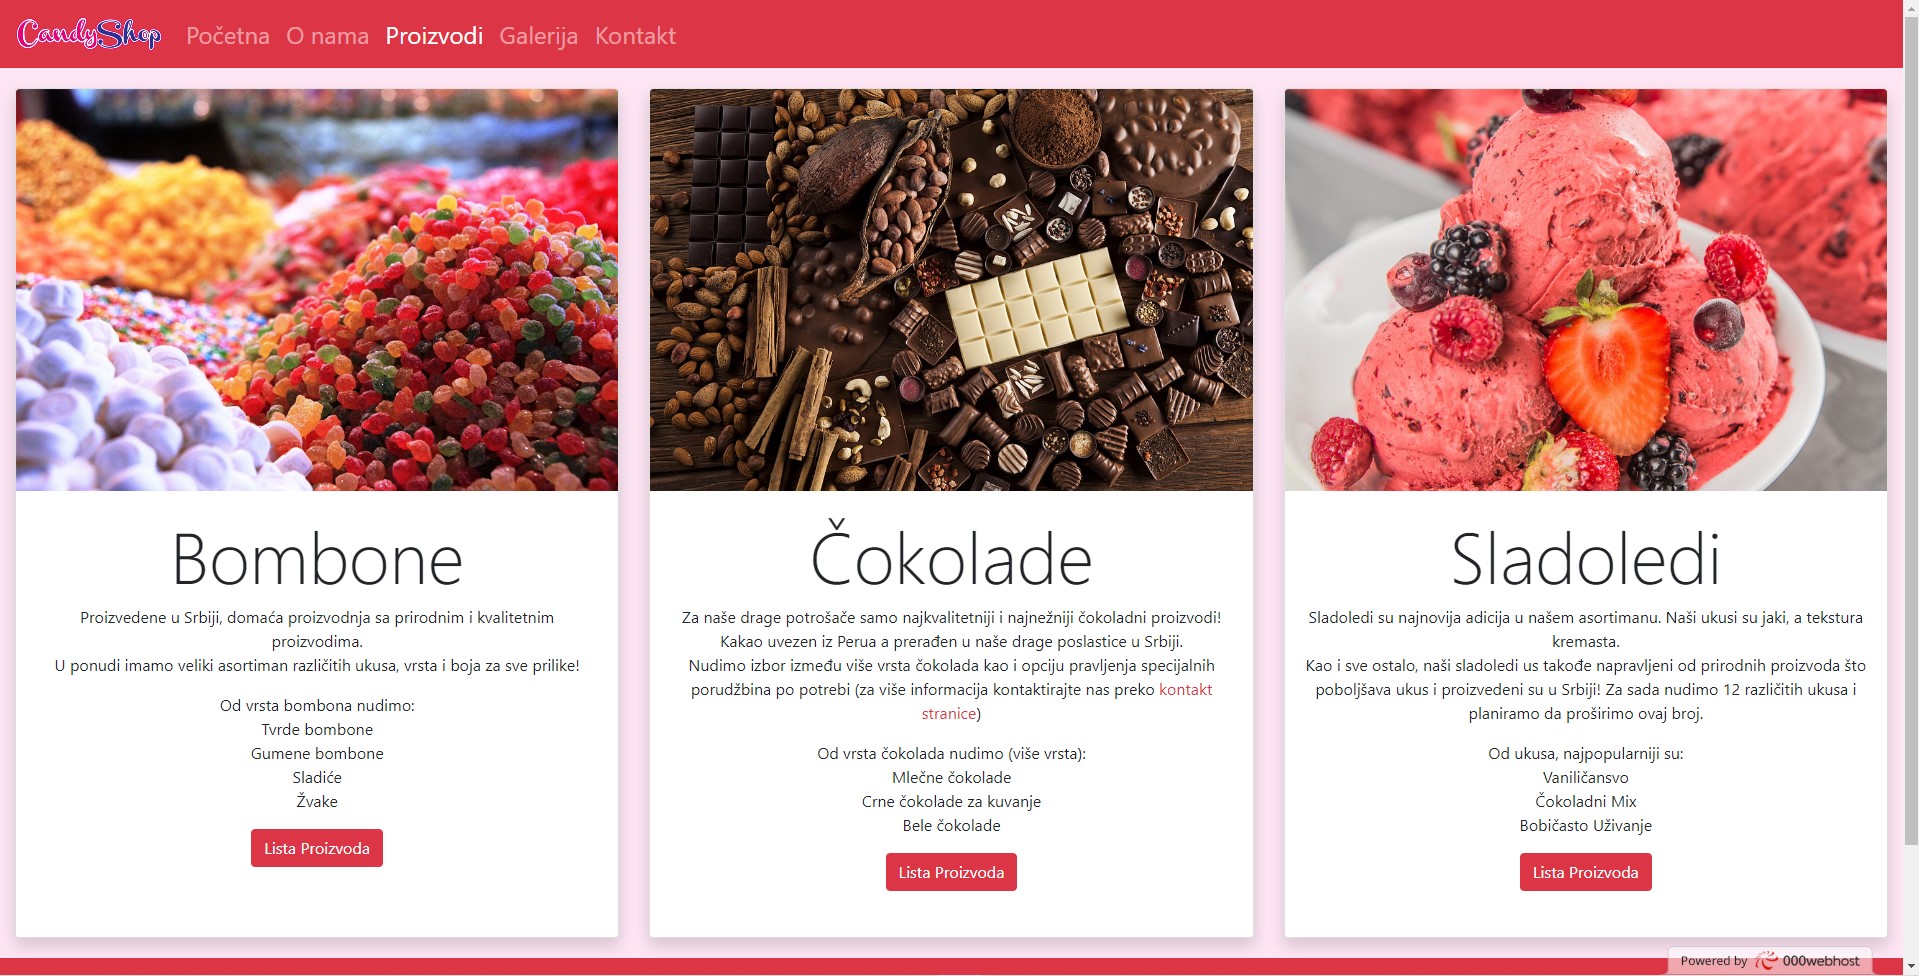 CandyShop Početna O nama Proizvodi Galerija Kontakt
Bombone
Proizvedene u Srbiji, domaća proizvodnja sa prirodnim i kvalitetnim
proizvodima.
U ponudi imamo veliki asortiman različitih ukusa, vrsta i boja za sve prilike!
Od vrsta bombona nudimo:
Tvrde bombone
Gumene bombone
Sladiće
Žvake
Lista Proizvoda
Čokolade
Za naše drage potrošače samo najkvalitetniji i najnežniji čokoladni proizvodi!
Kakao uvezen iz Perua a prerađen u naše drage poslastice u Srbiji.
Nudimo izbor između više vrsta čokolada kao i opciju pravljenja specijalnih
porudžbina po potrebi (za više informacija kontaktirajte nas preko kontakt
stranice)
Od vrsta čokolada nudimo (više vrsta):
Mlečne čokolade
Crne čokolade za kuvanje
Bele čokolade
Lista Proizvoda
Sladoledi
Sladoledi su najnovija adicija u našem asortimanu. Naši ukusi su jaki, a tekstura
kremasta.
Kao i sve ostalo, naši sladoledi us takođe napravljeni od prirodnih proizvoda što
poboljšava ukus i proizvedeni su u Srbiji! Za sada nudimo 12 različitih ukusa i
planiramo da proširimo ovaj broj.
Od ukusa, najpopularniji su:
Vaniličansvo
Čokoladni Mix
Bobičasto Uživanje
Lista Proizvoda
Powered by 000webhost